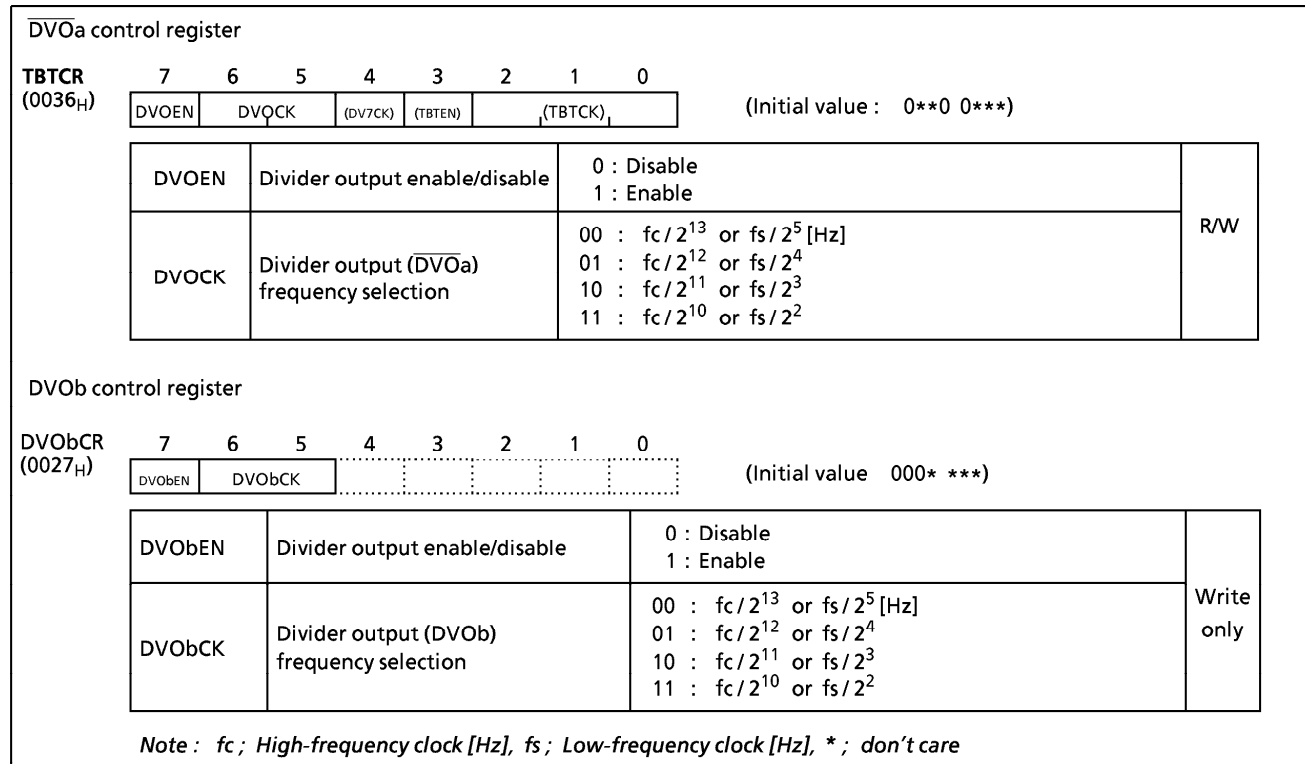 D̅V̅O̅a control register
TBTCR 7 6 5 4 3 2 1 0
(0036H) DVOEN DVOCK (DV7CK) (TBTEN) (TBTCK) (Initial value : 0**0 0***)
DVOEN Divider output enable/disable 0 : Disable
1 : Enable
R/W
DVOCK Divider output (D̅V̅O̅a) frequency selection
00 : fc/2^13 or fs/2^5 [Hz]
01 : fc/2^12 or fs/2^4
10 : fc/2^11 or fs/2^3
11 : fc/2^10 or fs/2^2
DVOb control register
DVObCR 7 6 5 4 3 2 1 0
(0027H) DVObEN DVObCK (Initial value 000* ***)
DVObEN Divider output enable/disable 0 : Disable
1 : Enable
Write only
DVObCK Divider output (DVOb) frequency selection
00 : fc/2^13 or fs/2^5 [Hz]
01 : fc/2^12 or fs/2^4
10 : fc/2^11 or fs/2^3
11 : fc/2^10 or fs/2^2
Note : fc ; High-frequency clock [Hz], fs ; Low-frequency clock [Hz], * ; don't care